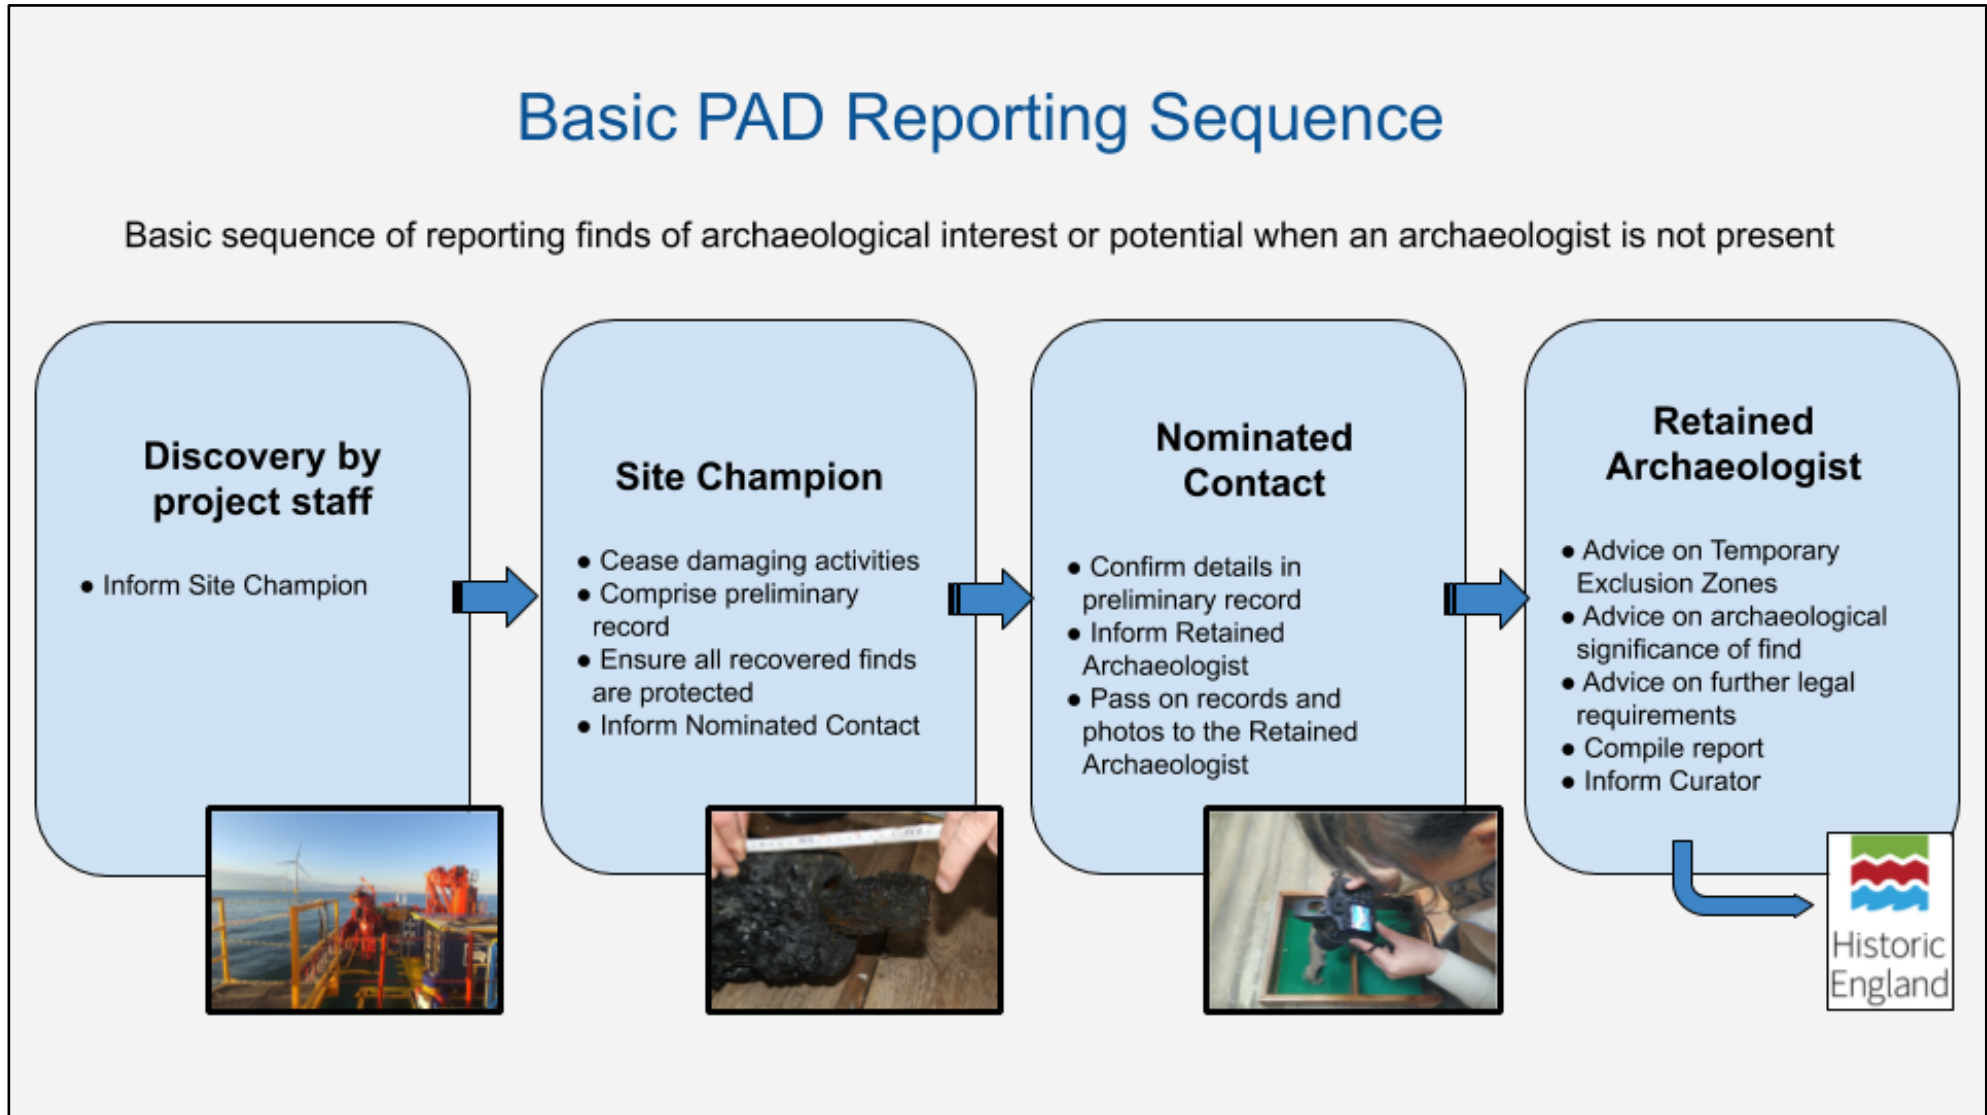 Basic PAD Reporting Sequence
Basic sequence of reporting finds of archaeological interest or potential when an archaeologist is not present
Discovery by
project staff
● Inform Site Champion
Site Champion
● Cease damaging activities
● Comprise preliminary
record
● Ensure all recovered finds
are protected
● Inform Nominated Contact
Nominated
Contact
● Confirm details in
preliminary record
● Inform Retained
Archaeologist
● Pass on records and
photos to the Retained
Archaeologist
Retained
Archaeologist
● Advice on Temporary
Exclusion Zones
● Advice on archaeological
significance of find
● Advice on further legal
requirements
● Compile report
● Inform Curator
Historic
England